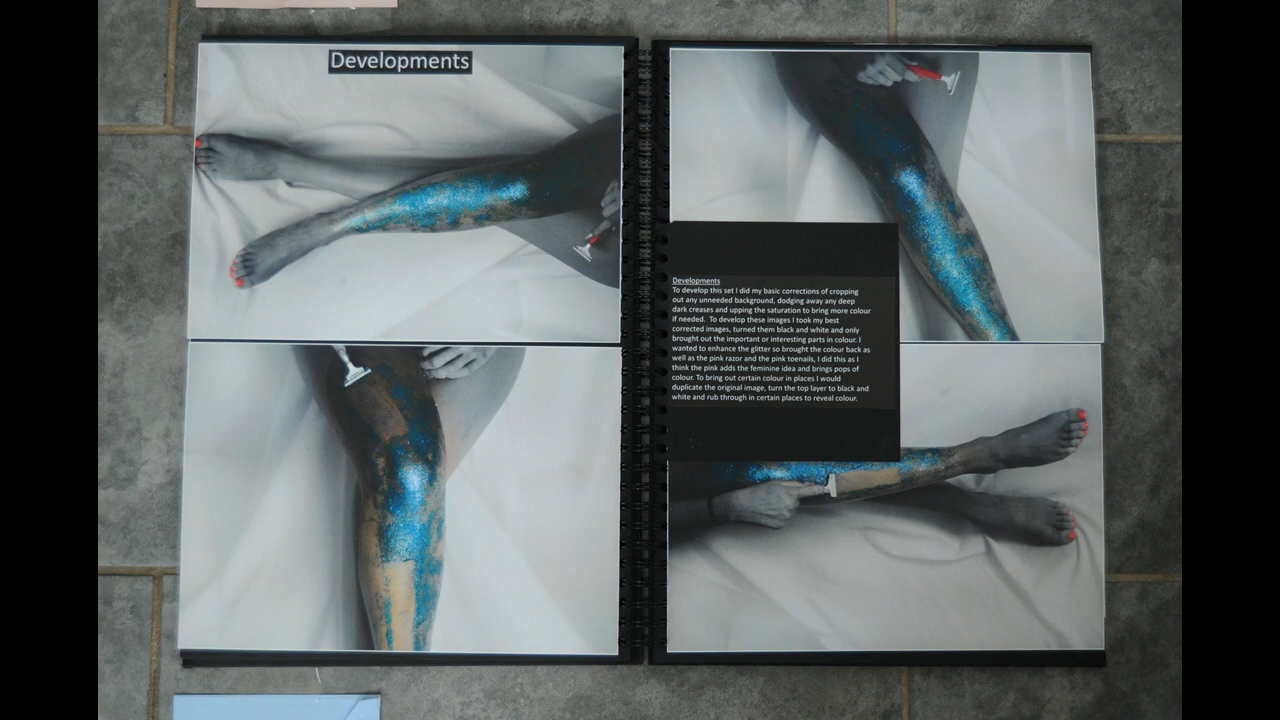 Developments
Developments
To develop this set I did my basic corrections of cropping
out any unneeded background, dodging away any deep
dark creases and upping the saturation to bring more colour
if needed.  To develop these images I took my best
corrected images, turned them black and white and only
brought out the important or interesting parts in colour. I
wanted to enhance the glitter so brought the colour back as
well as the pink razor and the pink toenails, I did this as I
think the pink adds the feminine idea and brings pops of
colour. To bring out certain colour in places I would
duplicate the original image, turn the top layer to black and
white and rub through in certain places to reveal colour.